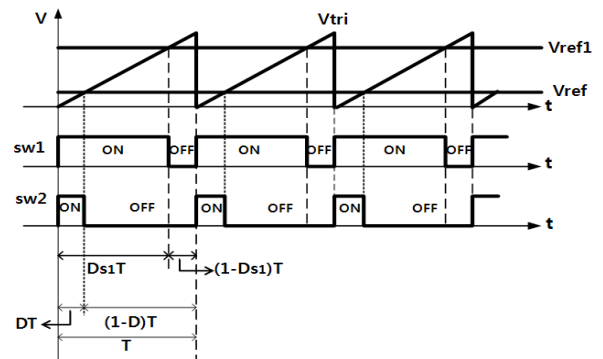 V
Vtri
Vref1
Vref
t
sw1
ON
OFF
ON
OFF
ON
OFF
t
sw2
ON
OFF
ON
OFF
ON
OFF
t
Ds1T
(1-Ds1)T
DT
(1-D)T
T